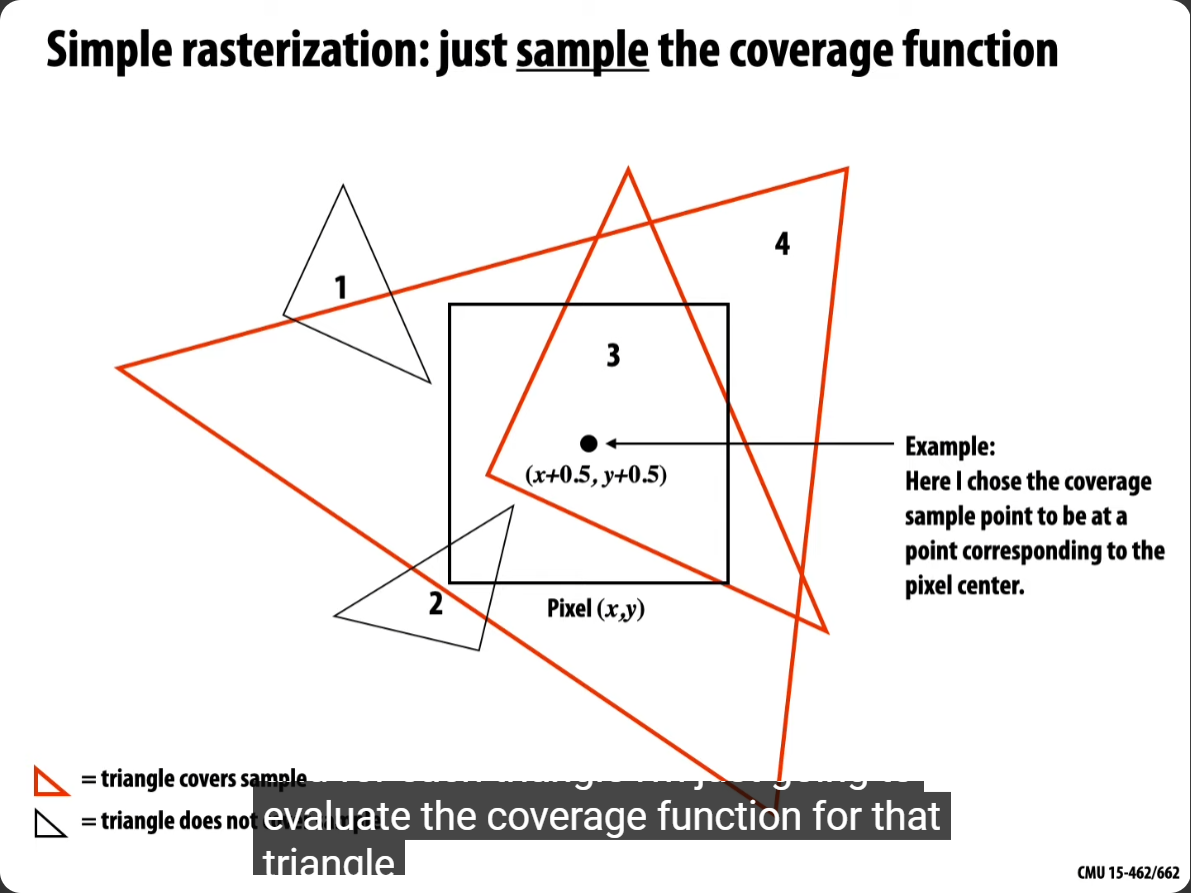 Simple rasterization: just sample the coverage function
1
4
3
(x+0.5, y+0.5)
Example:
Here I chose the coverage
sample point to be at a
point corresponding to the
pixel center.
2
Pixel (x,y)
= triangle covers sample
= triangle does not
evaluate the coverage function for that
triangle
CMU 15-462/662